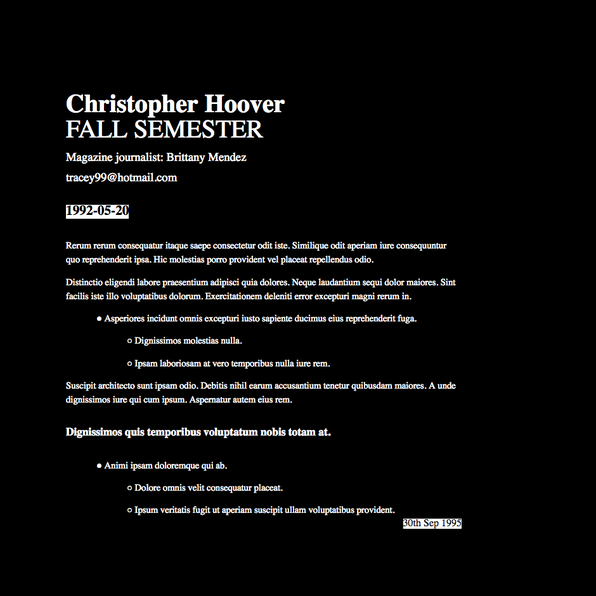 Christopher Hoover
FALL SEMESTER
Magazine journalist: Brittany Mendez
tracey99@hotmail.com
1992-05-20
Rerum rerum consequatur itaque saepe consectetur odit iste. Similique odit aperiam iure consequuntur
quo reprehenderit ipsa. Hic molestias porro provident vel placeat repellendus odio.
Distinctio eligendi labore praesentium adipisci quia dolores. Neque laudantium sequi dolor maiores. Sint
facilis iste illo voluptatibus dolorum. Exercitationem deleniti error excepturi magni rerum in.
Asperiores incidunt omnis excepturi iusto sapiente ducimus eius reprehenderit fuga.
Dignissimos molestias nulla.
Ipsam laboriosam at vero temporibus nulla iure rem.
Suscipit architecto sunt ipsam odio. Debitis nihil earum accusantium tenetur quibusdam maiores. A unde
dignissimos iure qui cum ipsum. Aspernatur autem eius rem.
Dignissimos quis temporibus voluptatum nobis totam at.
Animi ipsam doloremque qui ab.
Dolore omnis velit consequatur placeat.
Ipsum veritatis fugit ut aperiam suscipit ullam voluptatibus provident.
30th Sep 1995